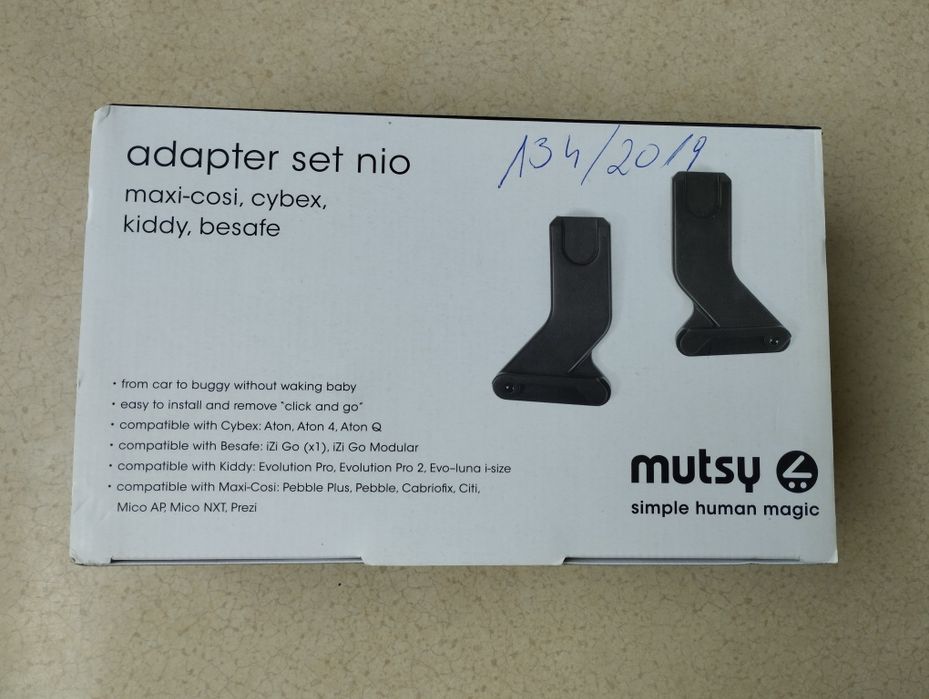 adapter set nio
maxi-cosi, cybex,
kiddy, besafe
134/2019
• from car to buggy without waking baby
• easy to install and remove "click and go"
• compatible with Cybex: Aton, Aton 4, Aton Q
• compatible with Besafe: iZi Go (x1), iZi Go Modular
• compatible with Kiddy: Evolution Pro, Evolution Pro 2, Evo-luna i-size
• compatible with Maxi-Cosi: Pebble Plus, Pebble, Cabriofix, Citi,
Mico AP, Mico NXT, Prezi
mutsy
simple human magic